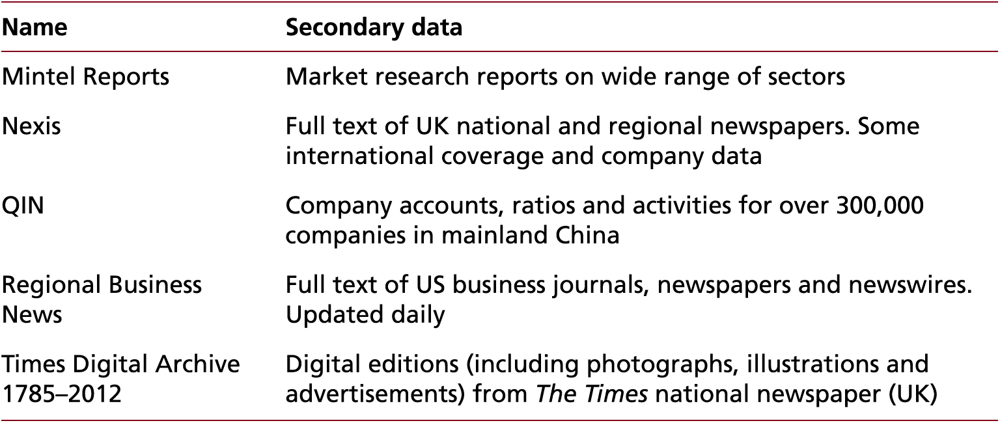 Name Secondary data
Mintel Reports Market research reports on wide range of sectors
Nexis Full text of UK national and regional newspapers. Some
international coverage and company data
QIN Company accounts, ratios and activities for over 300,000
companies in mainland China
Regional Business Full text of US business journals, newspapers and newswires.
News Updated daily
Times Digital Archive Digital editions (including photographs, illustrations and
1785–2012 advertisements) from The Times national newspaper (UK)